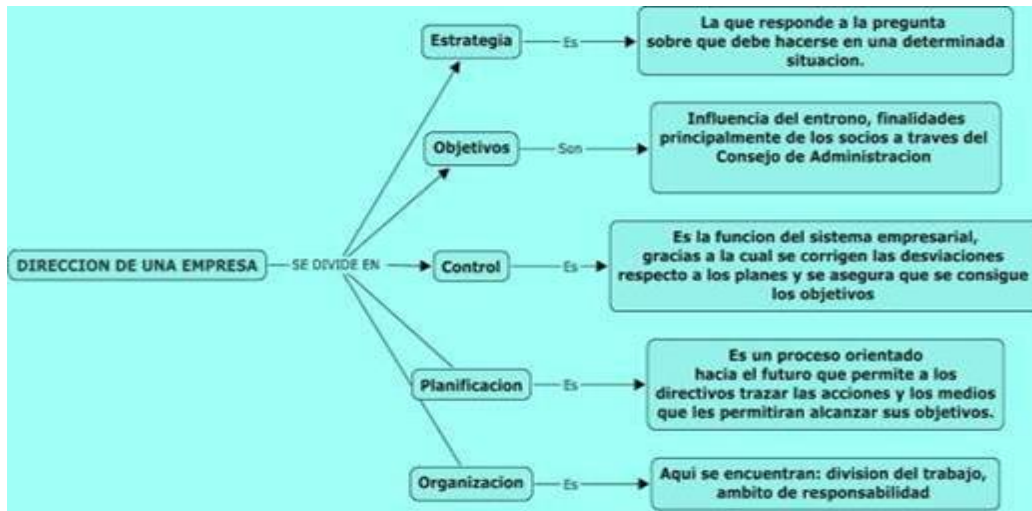 DIRECCION DE UNA EMPRESA
SE DIVIDE EN
Estrategia
Es
La que responde a la pregunta
sobre que debe hacerse en una determinada
situacion.
Objetivos
Son
Influencia del entrono, finalidades
principalmente de los socios a traves del
Consejo de Administracion
Control
Es
Es la funcion del sistema empresarial,
gracias a la cual se corrigen las desviaciones
respecto a los planes y se asegura que se consigue
los objetivos
Planificacion
Es
Es un proceso orientado
hacia el futuro que permite a los
directivos trazar las acciones y los medios
que les permitiran alcanzar sus objetivos.
Organizacion
Es
Aqui se encuentran: division del trabajo,
ambito de responsabilidad